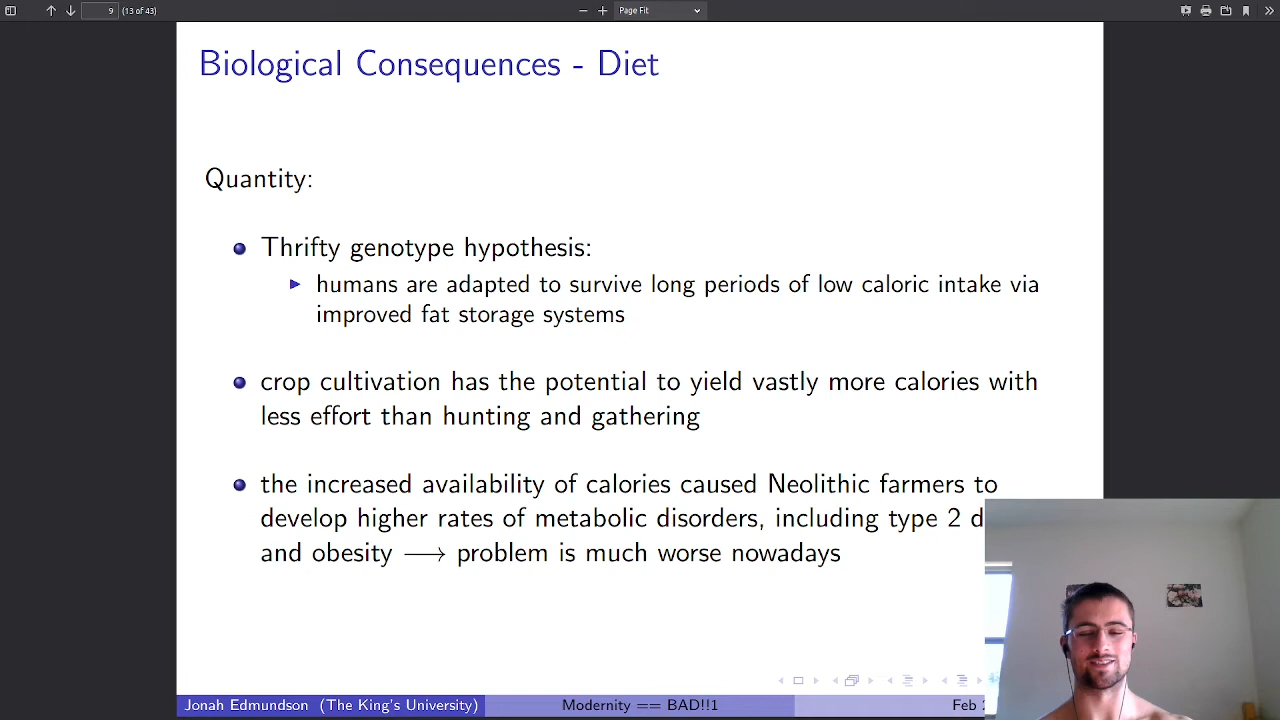 9 (13 of 43) Page Fit
Biological Consequences - Diet
Quantity:
Thrifty genotype hypothesis:
humans are adapted to survive long periods of low caloric intake via
improved fat storage systems
crop cultivation has the potential to yield vastly more calories with
less effort than hunting and gathering
the increased availability of calories caused Neolithic farmers to
develop higher rates of metabolic disorders, including type 2 d
and obesity ⟶ problem is much worse nowadays
Jonah Edmundson (The King's University) Modernity == BAD!!1 Feb